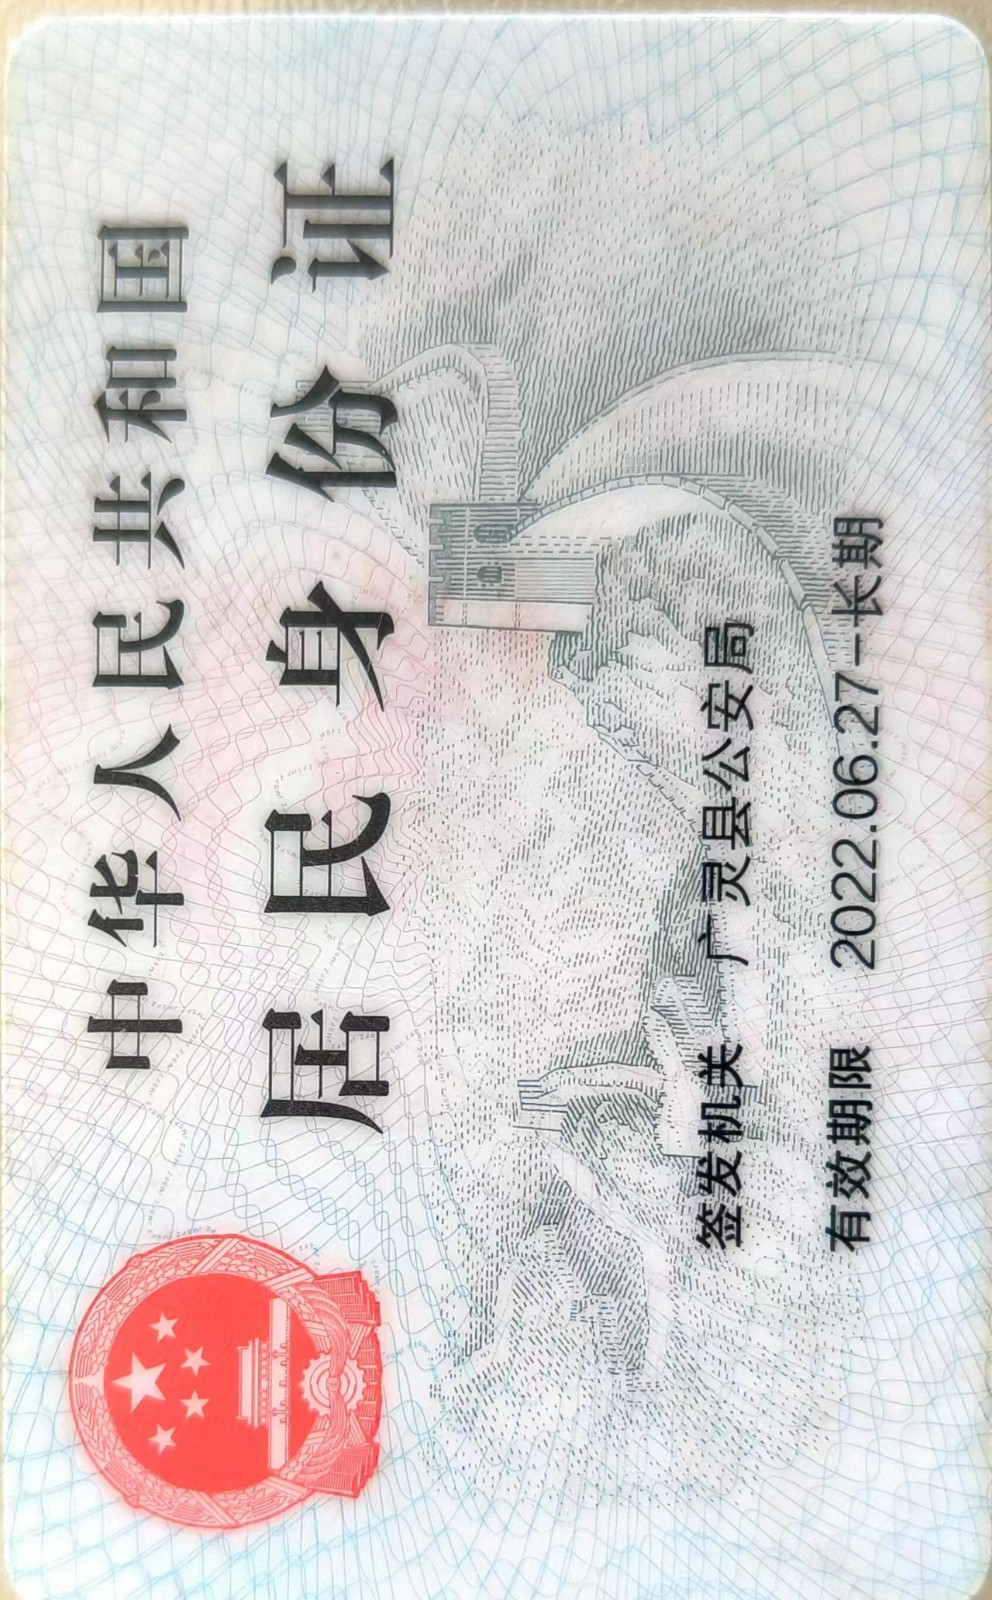 中华人民共和国
居民身份证
签发机关 广灵县公安局
有效期限 2022.06.27-长期